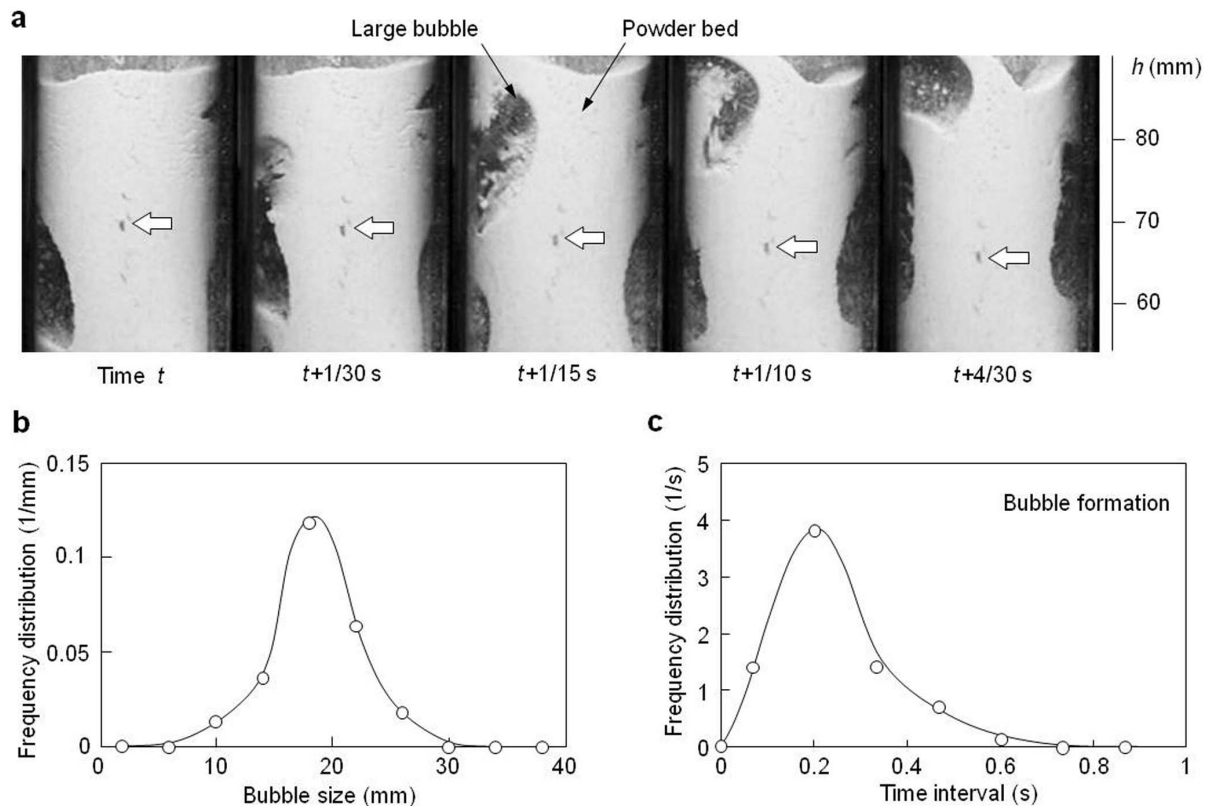 a
Large bubble
Powder bed
h (mm)
80
70
60
Time t
t+1/30 s
t+1/15 s
t+1/10 s
t+4/30 s
b
Frequency distribution (1/mm)
0.15
0.1
0.05
0
0
10
20
30
40
Bubble size (mm)
c
Frequency distribution (1/s)
5
4
3
2
1
0
Bubble formation
0
0.2
0.4
0.6
0.8
1
Time interval (s)